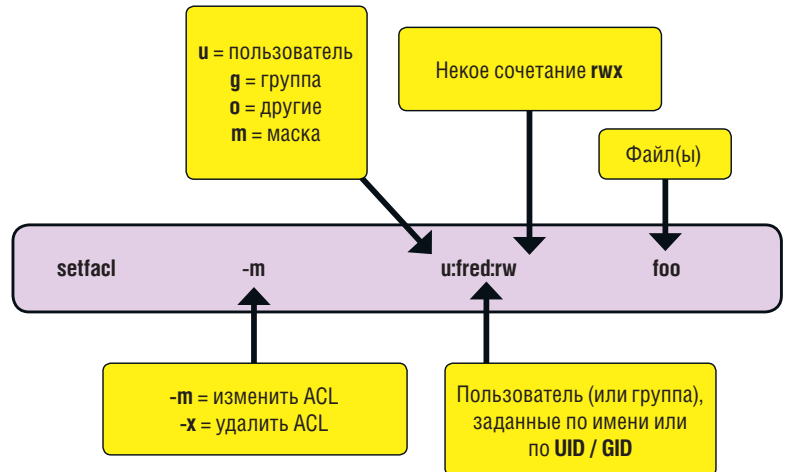 u = пользователь
g = группа
o = другие
m = маска
Некое сочетание rwx
Файл(ы)
setfacl -m u:fred:rw foo
-m = изменить ACL
-x = удалить ACL
Пользователь (или группа),
заданные по имени или
по UID / GID